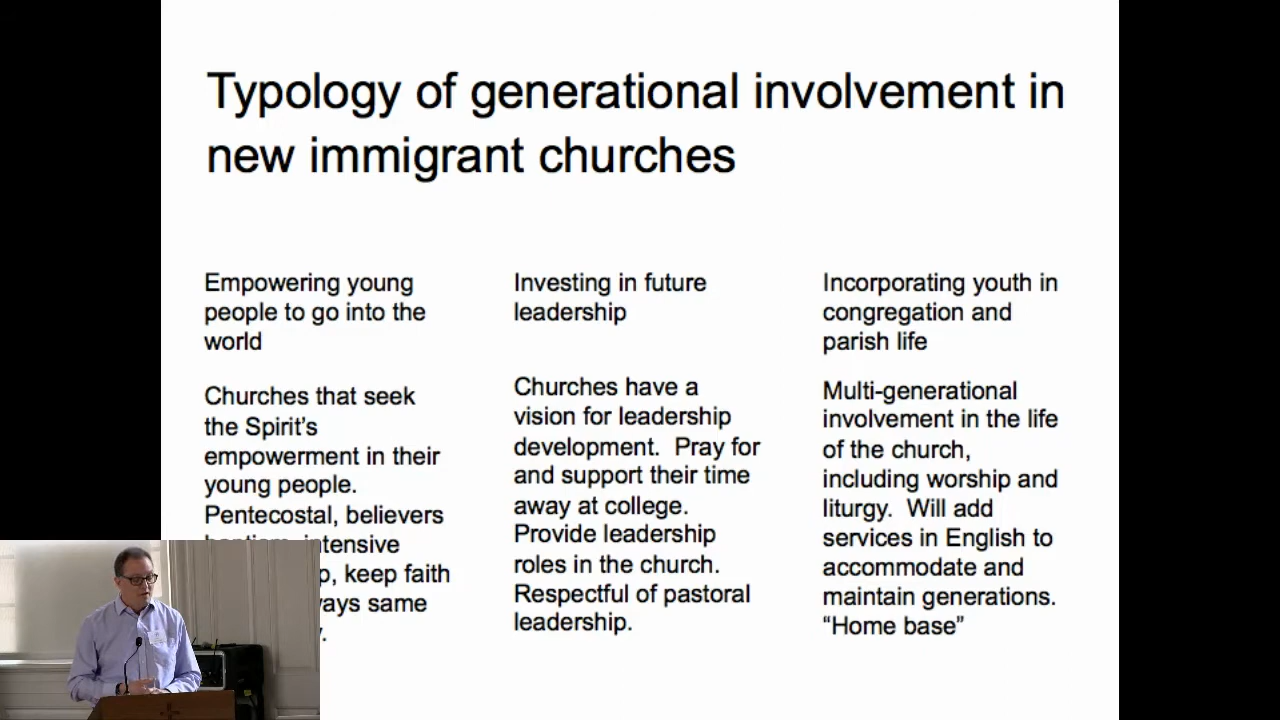 Typology of generational involvement in
new immigrant churches
Empowering young
people to go into the
world
Churches that seek
the Spirit’s
empowerment in their
young people.
Pentecostal, believers
intensive
keep faith
same
Investing in future
leadership
Churches have a
vision for leadership
development. Pray for
and support their time
away at college.
Provide leadership
roles in the church.
Respectful of pastoral
leadership.
Incorporating youth in
congregation and
parish life
Multi-generational
involvement in the life
of the church,
including worship and
liturgy. Will add
services in English to
accommodate and
maintain generations.
“Home base”